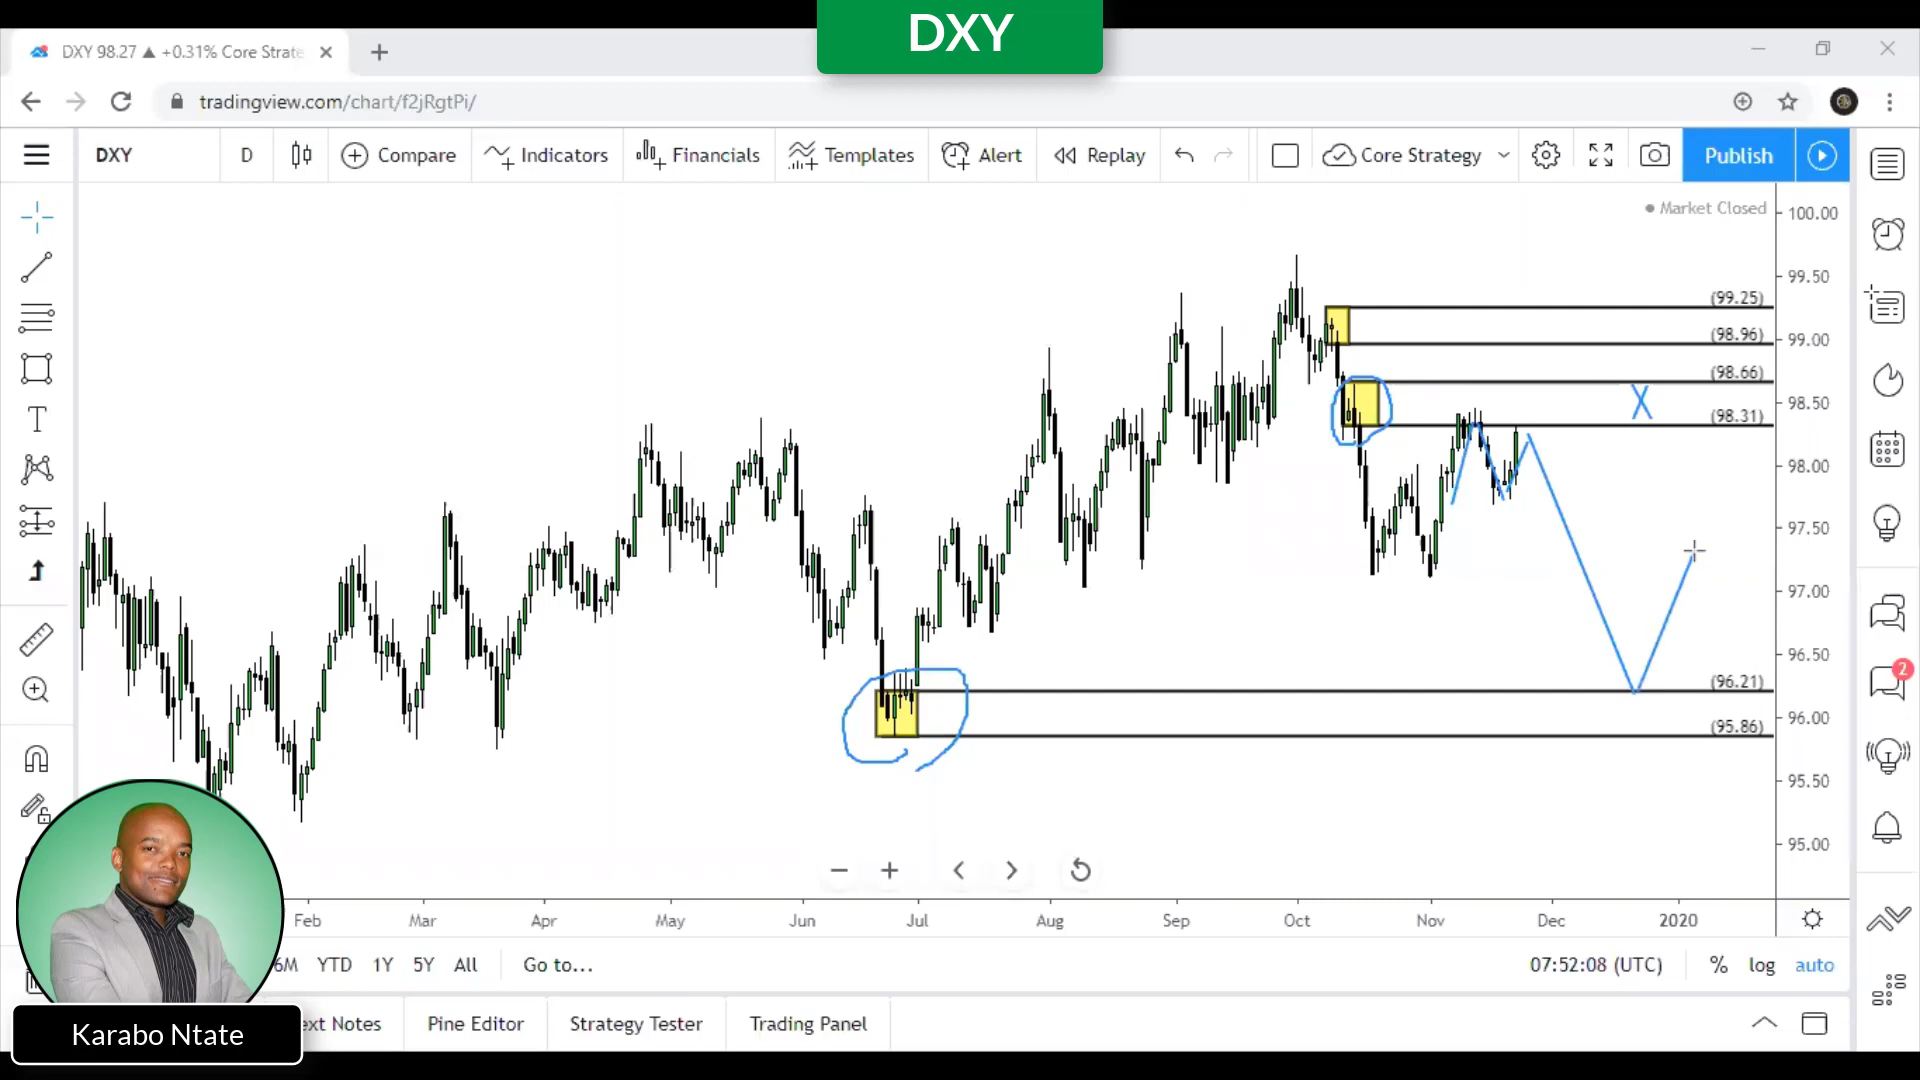 DXY
DXY 98.27 ▲ +0.31% Core Strate
tradingview.com/chart/f2jRgtPi/
DXY D Compare Indicators Financials Templates Alert Replay Core Strategy Publish
Market Closed
100.00
99.50
(99.25)
(98.96)
99.00
(98.66)
98.50
X
(98.31)
98.00
97.50
97.00
96.50
(96.21)
2
96.00
(95.86)
95.50
95.00
Feb Mar Apr May Jun Jul Aug Sep Oct Nov Dec 2020
6M YTD 1Y 5Y All Go to... 07:52:08 (UTC) % log auto
ext Notes Pine Editor Strategy Tester Trading Panel
Karabo Ntate